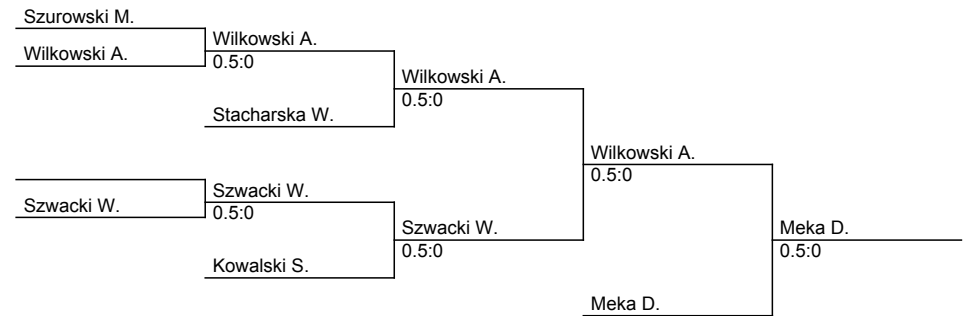 Szurowski M.
Wilkowski A.
Wilkowski A.
0.5:0
Wilkowski A.
0.5:0
Stacharska W.
Wilkowski A.
0.5:0
Szwacki W.
Szwacki W.
0.5:0
Szwacki W.
0.5:0
Meka D.
0.5:0
Kowalski S.
Meka D.